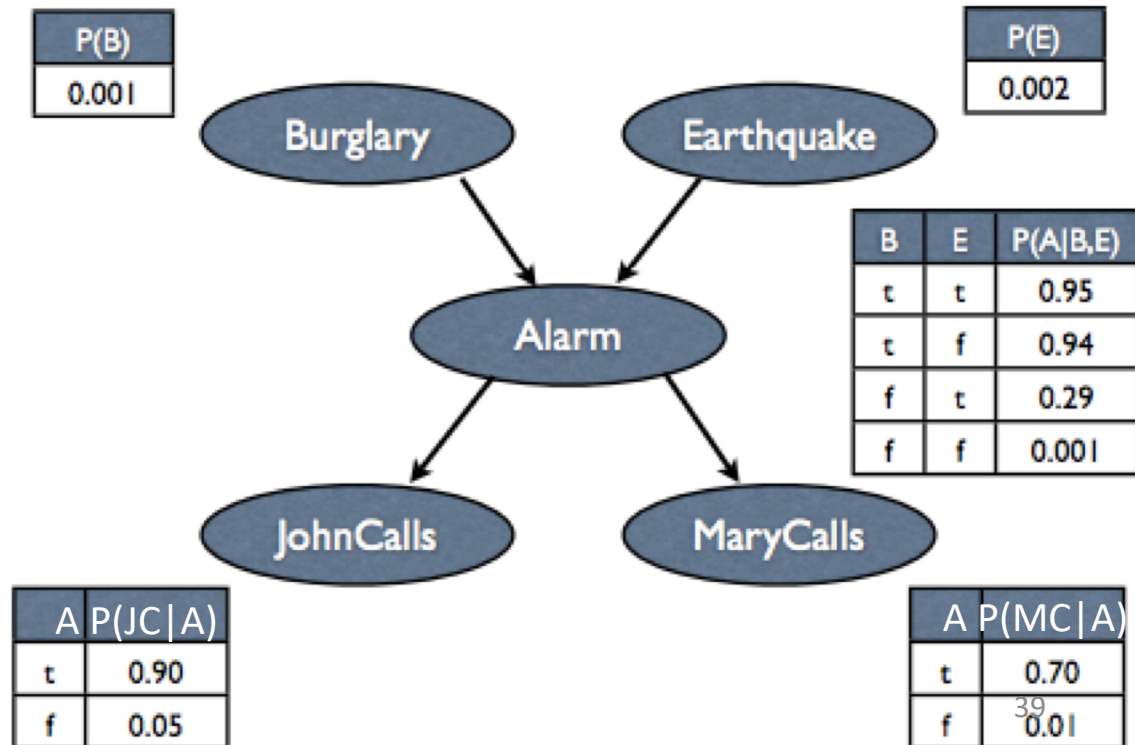 P(B)
0.001
P(E)
0.002
Burglary
Earthquake
B E P(A|B,E)
t t 0.95
t f 0.94
f t 0.29
f f 0.001
Alarm
JohnCalls
MaryCalls
A P(JC|A)
t 0.90
f 0.05
A P(MC|A)
t 0.70
f 0.01
39